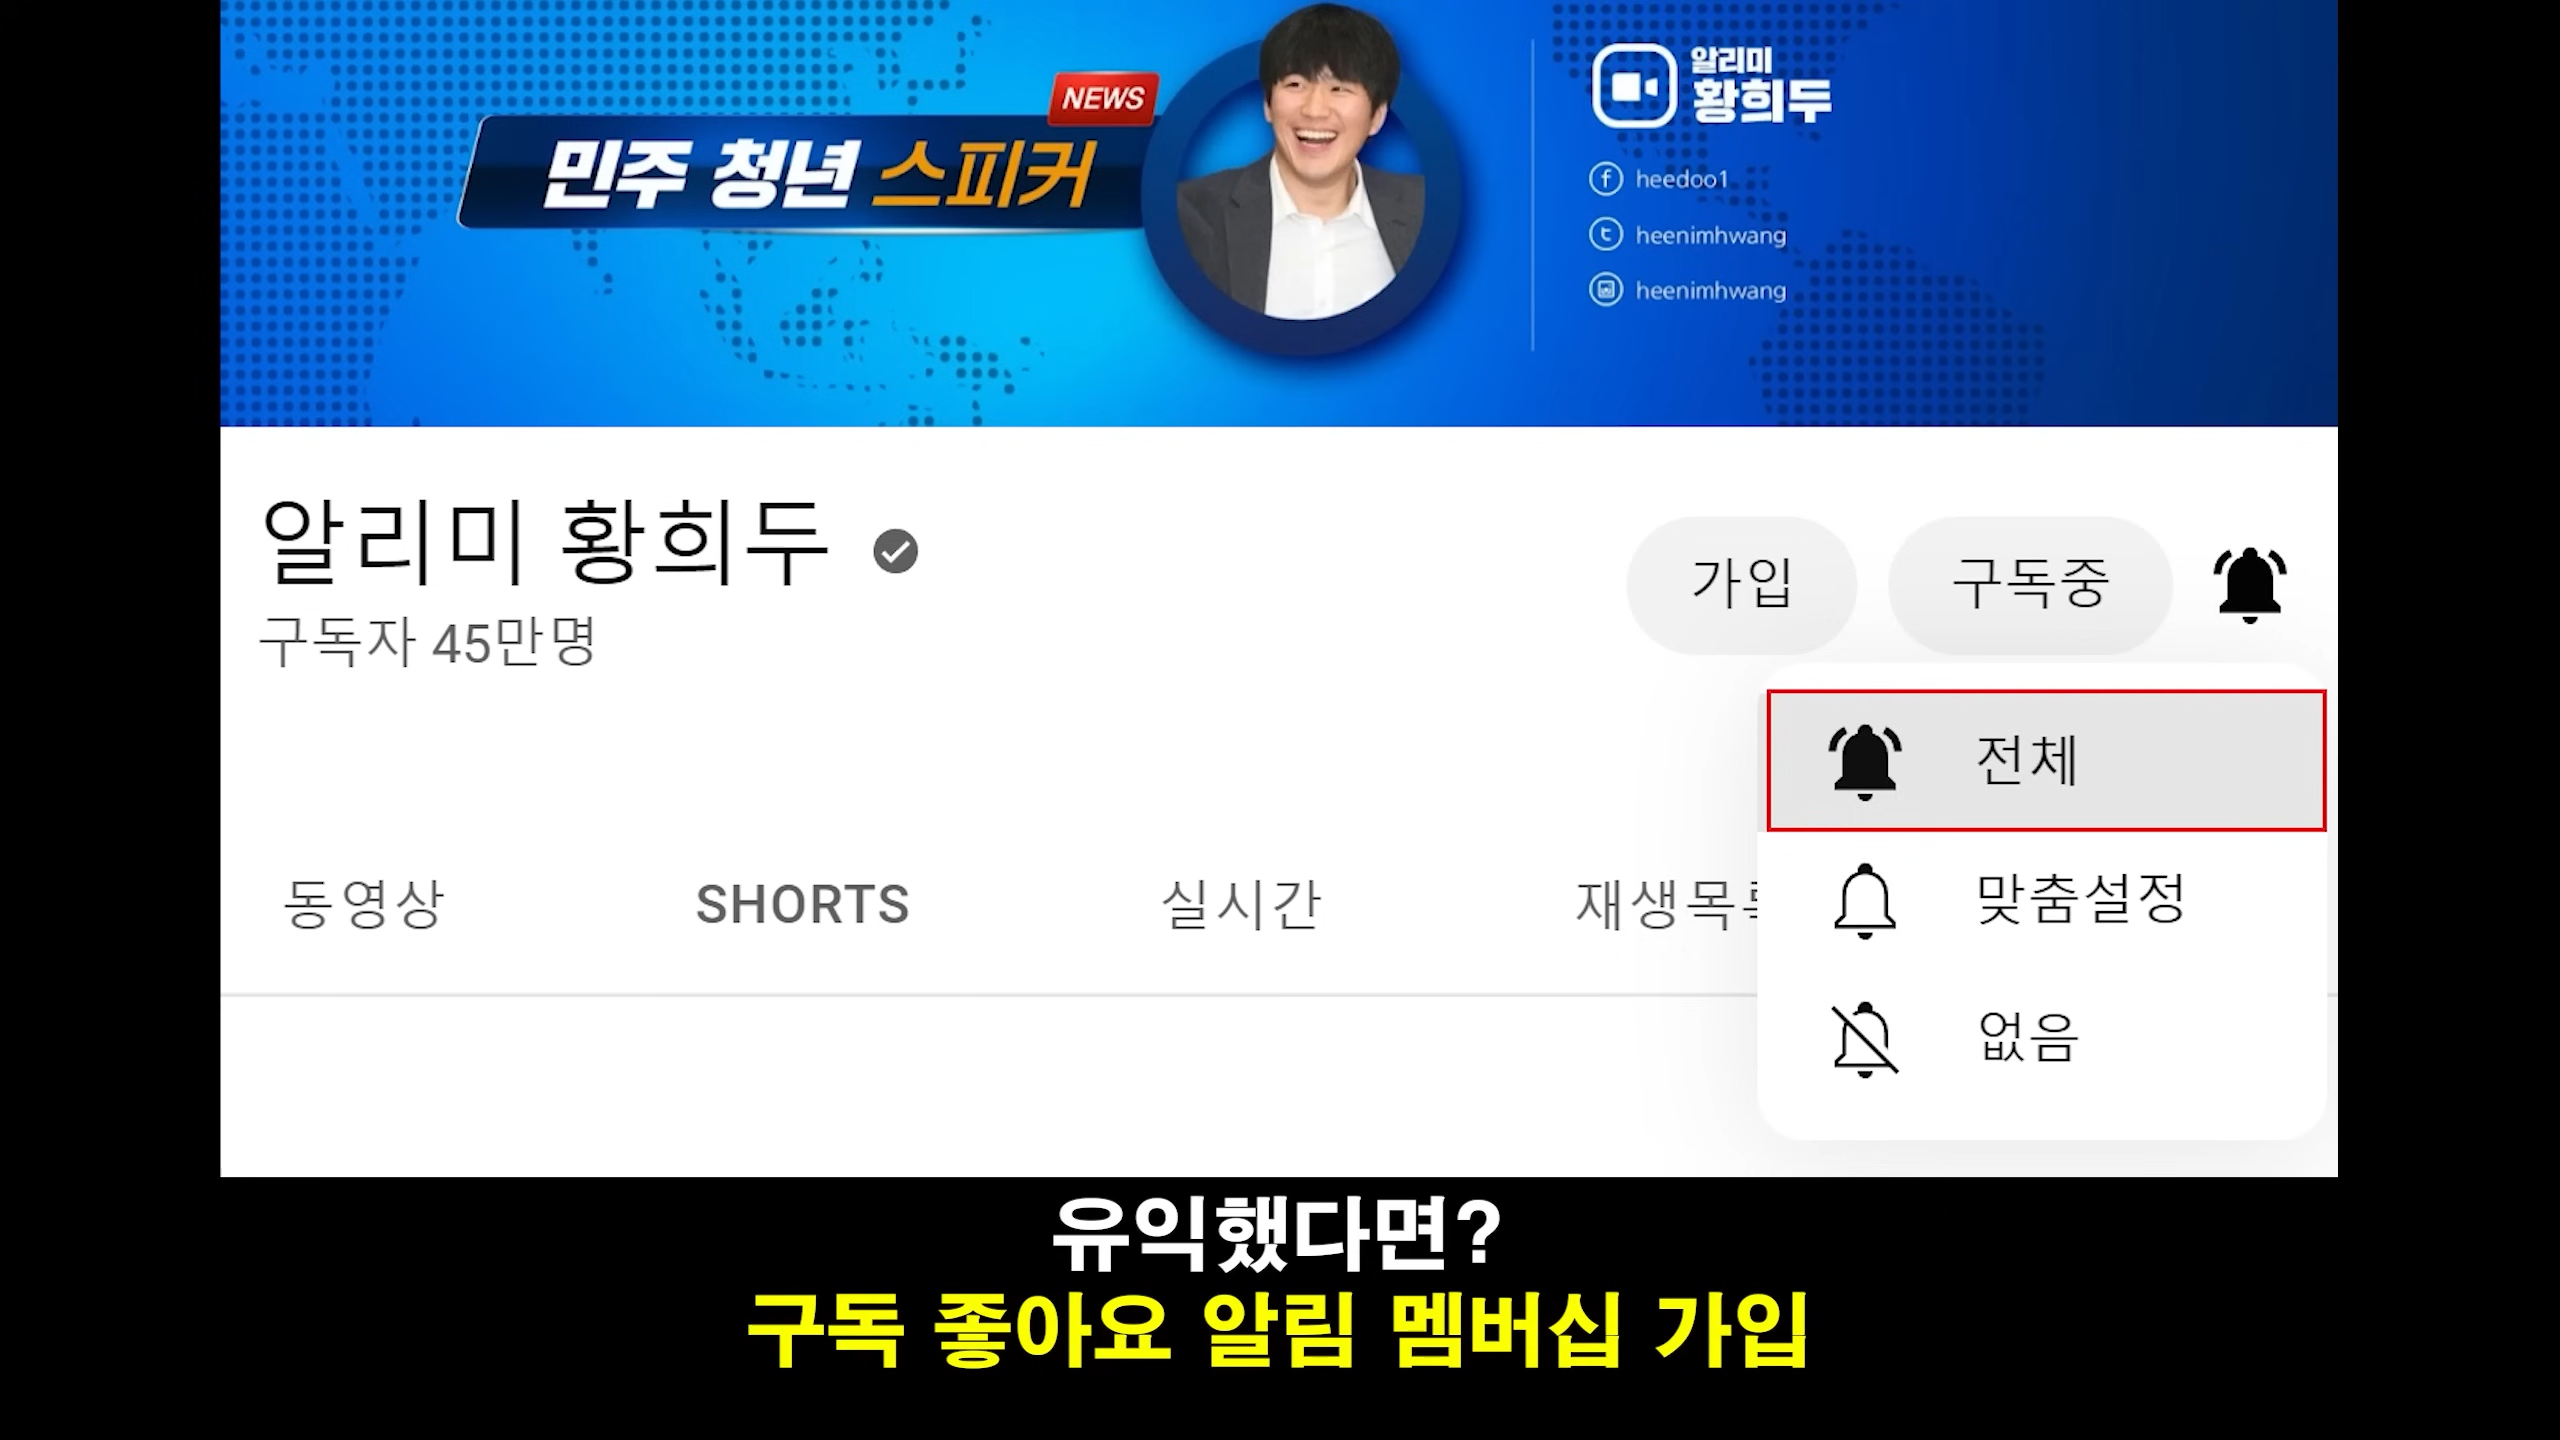 NEWS
민주 청년 스피커
알리미
황희두
heedoo1
heenimhwang
heenimhwang
알리미 황희두
구독자 45만명
가입
구독중
전체
맞춤설정
없음
동영상
SHORTS
실시간
재생목
유익했다면?
구독 좋아요 알림 멤버십 가입